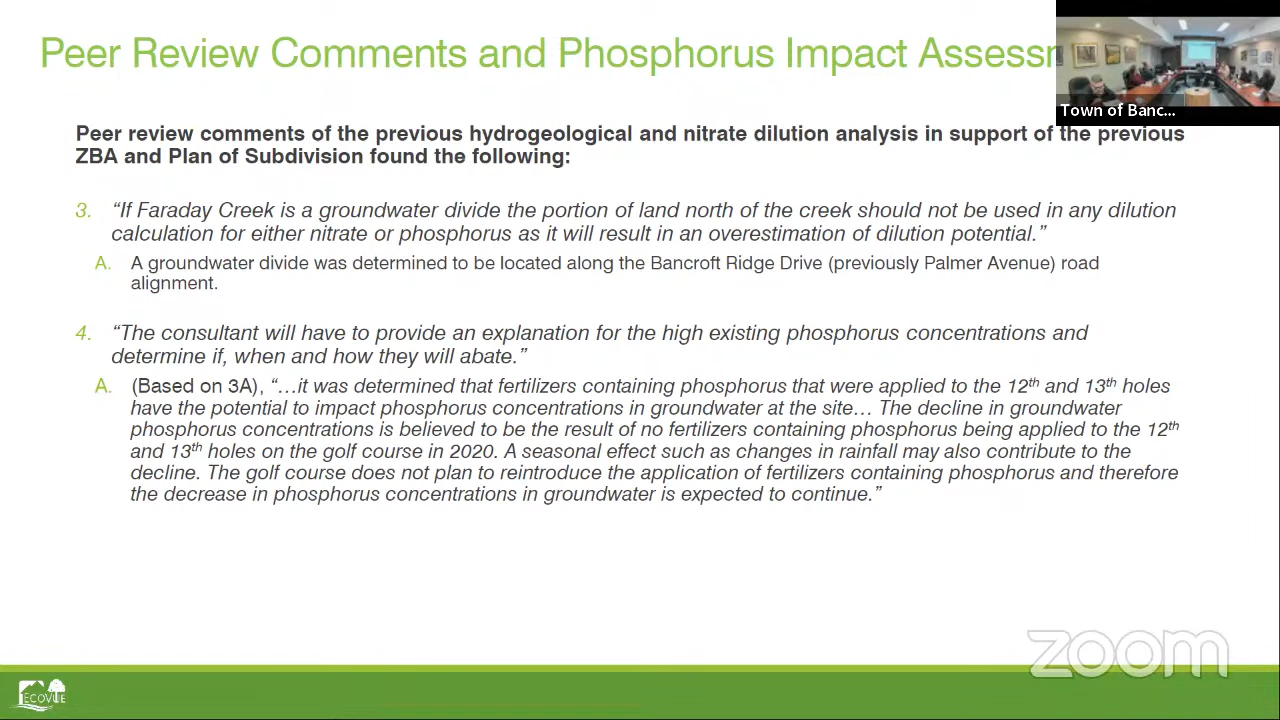 Peer Review Comments and Phosphorus Impact Assessm
Town of Banc...
Peer review comments of the previous hydrogeological and nitrate dilution analysis in support of the previous
ZBA and Plan of Subdivision found the following:
3. “If Faraday Creek is a groundwater divide the portion of land north of the creek should not be used in any dilution
calculation for either nitrate or phosphorus as it will result in an overestimation of dilution potential.”
A. A groundwater divide was determined to be located along the Bancroft Ridge Drive (previously Palmer Avenue) road
alignment.
4. “The consultant will have to provide an explanation for the high existing phosphorus concentrations and
determine if, when and how they will abate.”
A. (Based on 3A), “…it was determined that fertilizers containing phosphorus that were applied to the 12th and 13th holes
have the potential to impact phosphorus concentrations in groundwater at the site… The decline in groundwater
phosphorus concentrations is believed to be the result of no fertilizers containing phosphorus being applied to the 12th
and 13th holes on the golf course in 2020. A seasonal effect such as changes in rainfall may also contribute to the
decline. The golf course does not plan to reintroduce the application of fertilizers containing phosphorus and therefore
the decrease in phosphorus concentrations in groundwater is expected to continue.”
zoom
ECOVUE